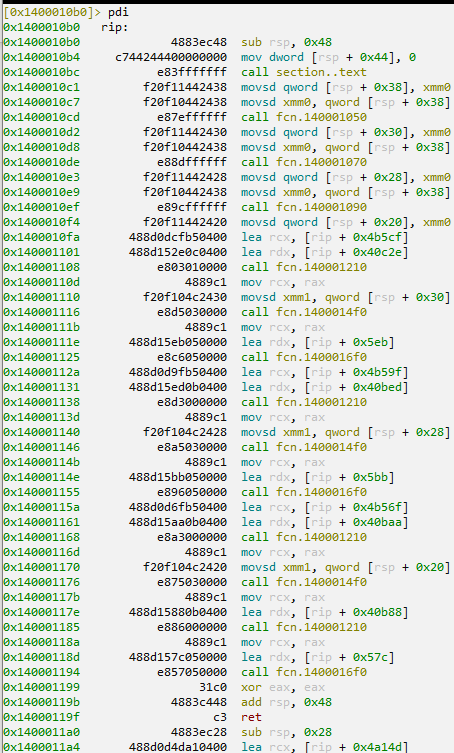 [0x1400010b0]> pdi
0x1400010b0 rip:
0x1400010b0 4883ec48 sub rsp, 0x48
0x1400010b4 c744244400000000 mov dword [rsp + 0x44], 0
0x1400010bc e83fffffff call section..text
0x1400010c1 f20f11442438 movsd qword [rsp + 0x38], xmm0
0x1400010c7 f20f10442438 movsd xmm0, qword [rsp + 0x38]
0x1400010cd e87effffff call fcn.140001050
0x1400010d2 f20f11442430 movsd qword [rsp + 0x30], xmm0
0x1400010d8 f20f10442438 movsd xmm0, qword [rsp + 0x38]
0x1400010de e88dffffff call fcn.140001070
0x1400010e3 f20f11442428 movsd qword [rsp + 0x28], xmm0
0x1400010e9 f20f10442438 movsd xmm0, qword [rsp + 0x38]
0x1400010ef e89cffffff call fcn.140001090
0x1400010f4 f20f11442420 movsd qword [rsp + 0x20], xmm0
0x1400010fa 488d0dcfb50400 lea rcx, [rip + 0x4b5cf]
0x140001101 488d152e0c0400 lea rdx, [rip + 0x40c2e]
0x140001108 e803010000 call fcn.140001210
0x14000110d 4889c1 mov rcx, rax
0x140001110 f20f104c2430 movsd xmm1, qword [rsp + 0x30]
0x140001116 e8d5030000 call fcn.1400014f0
0x14000111b 4889c1 mov rcx, rax
0x14000111e 488d15eb050000 lea rdx, [rip + 0x5eb]
0x140001125 e8c6050000 call fcn.1400016f0
0x14000112a 488d0d9fb50400 lea rcx, [rip + 0x4b59f]
0x140001131 488d15ed0b0400 lea rdx, [rip + 0x40bed]
0x140001138 e8d3000000 call fcn.140001210
0x14000113d 4889c1 mov rcx, rax
0x140001140 f20f104c2428 movsd xmm1, qword [rsp + 0x28]
0x140001146 e8a5030000 call fcn.1400014f0
0x14000114b 4889c1 mov rcx, rax
0x14000114e 488d15bb050000 lea rdx, [rip + 0x5bb]
0x140001155 e896050000 call fcn.1400016f0
0x14000115a 488d0d6fb50400 lea rcx, [rip + 0x4b56f]
0x140001161 488d15aa0b0400 lea rdx, [rip + 0x40baa]
0x140001168 e8a3000000 call fcn.140001210
0x14000116d 4889c1 mov rcx, rax
0x140001170 f20f104c2420 movsd xmm1, qword [rsp + 0x20]
0x140001176 e875030000 call fcn.1400014f0
0x14000117b 4889c1 mov rcx, rax
0x14000117e 488d15880b0400 lea rdx, [rip + 0x40b88]
0x140001185 e886000000 call fcn.140001210
0x14000118a 4889c1 mov rcx, rax
0x14000118d 488d157c050000 lea rdx, [rip + 0x57c]
0x140001194 e857050000 call fcn.1400016f0
0x140001199 31c0 xor eax, eax
0x14000119b 4883c448 add rsp, 0x48
0x14000119f c3 ret
0x1400011a0 4883ec28 sub rsp, 0x28
0x1400011a4 488d0d4da10400 lea rcx, [rip + 0x4a14d]